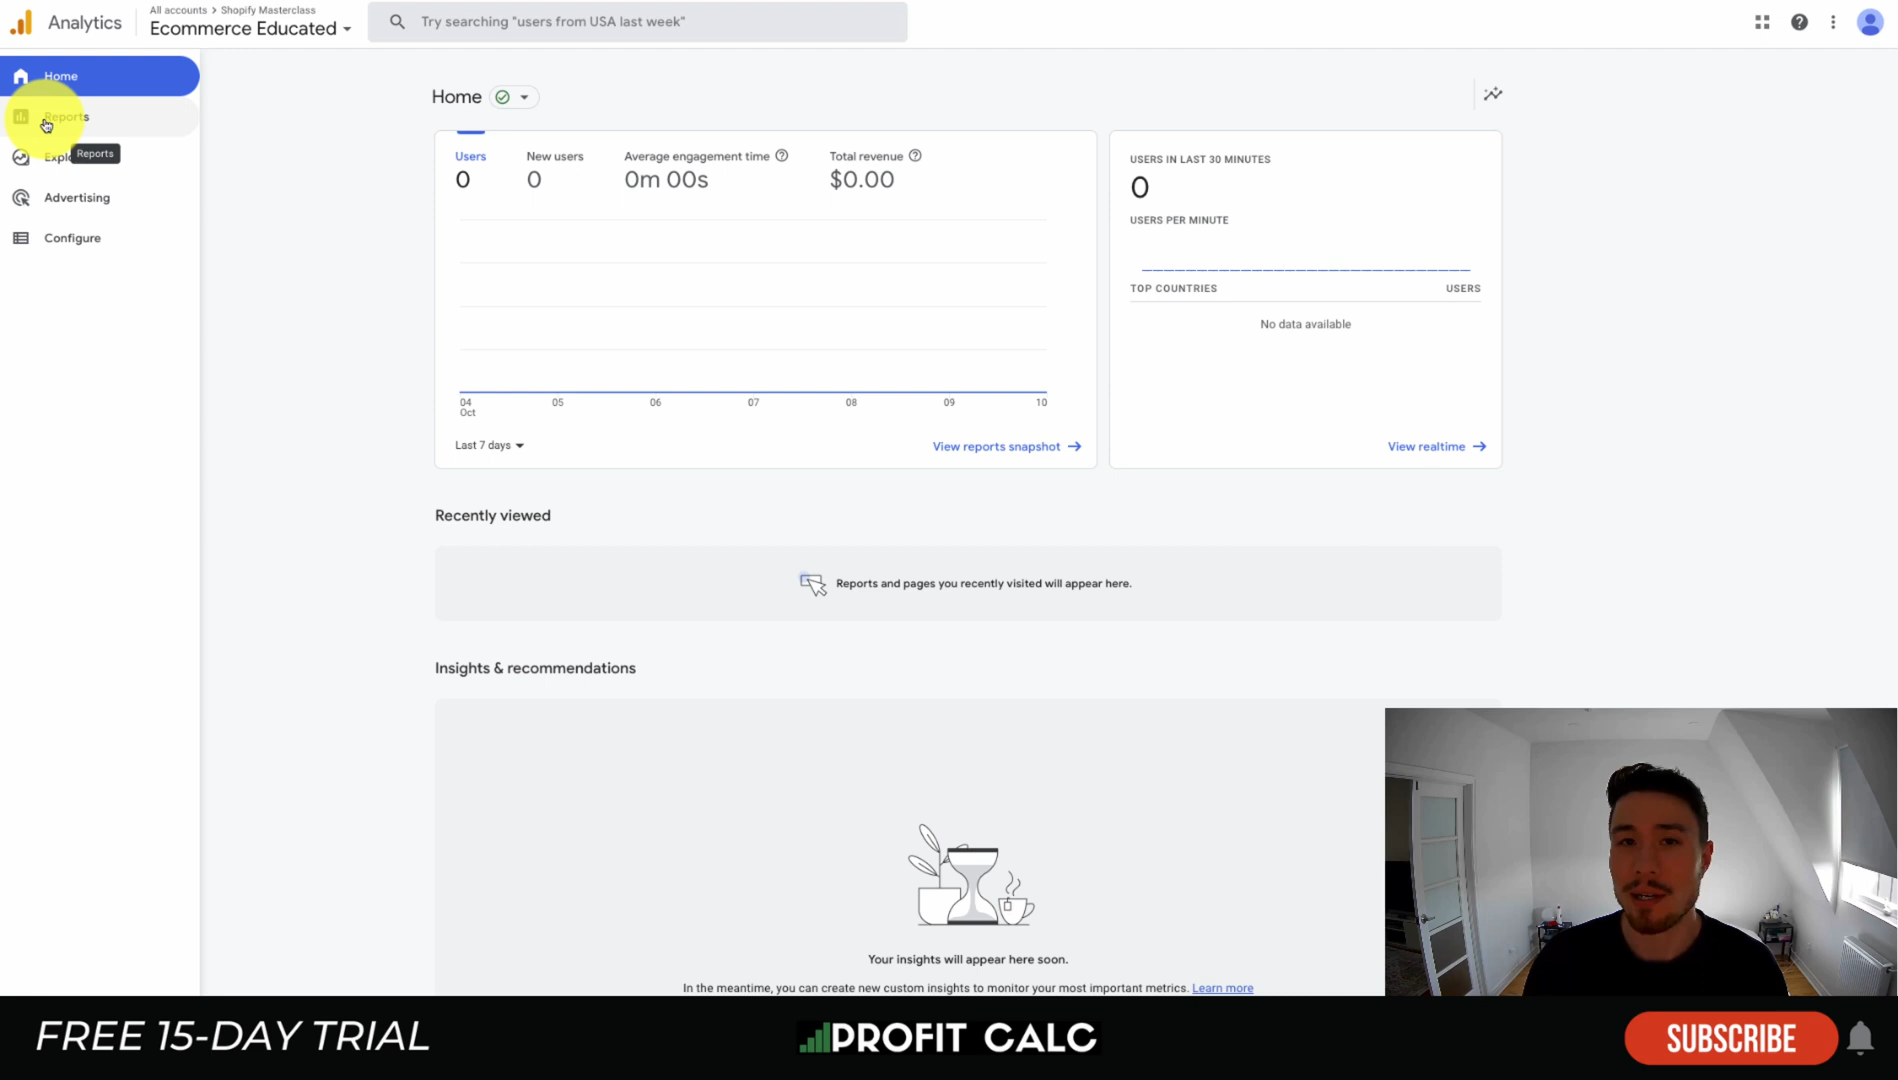 Analytics
All accounts > Shopify Masterclass
Ecommerce Educated
Try searching "users from USA last week"
Home
Reports
Reports
Advertising
Configure
Home
Users
0
New users
0
Average engagement time
0m 00s
Total revenue
$0.00
04
Oct
05
06
07
08
09
10
Last 7 days
View reports snapshot
USERS IN LAST 30 MINUTES
0
USERS PER MINUTE
TOP COUNTRIES
USERS
No data available
View realtime
Recently viewed
Reports and pages you recently visited will appear here.
Insights & recommendations
Your insights will appear here soon.
In the meantime, you can create new custom insights to monitor your most important metrics. Learn more
FREE 15-DAY TRIAL
PROFIT CALC
SUBSCRIBE